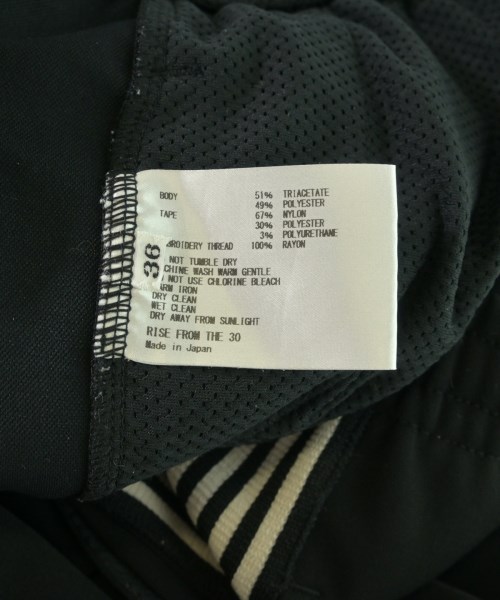 BODY 51% TRIACETATE
49% POLYESTER
TAPE 67% NYLON
30% POLYESTER
3% POLYURETHANE
BROIDERY THREAD 100% RAYON
36
NOT TUMBLE DRY
CHINE WASH WARM GENTLE
NOT USE CHLORINE BLEACH
ARM IRON
DRY CLEAN
WET CLEAN
DRY AWAY FROM SUNLIGHT
RISE FROM THE 30
Made in Japan